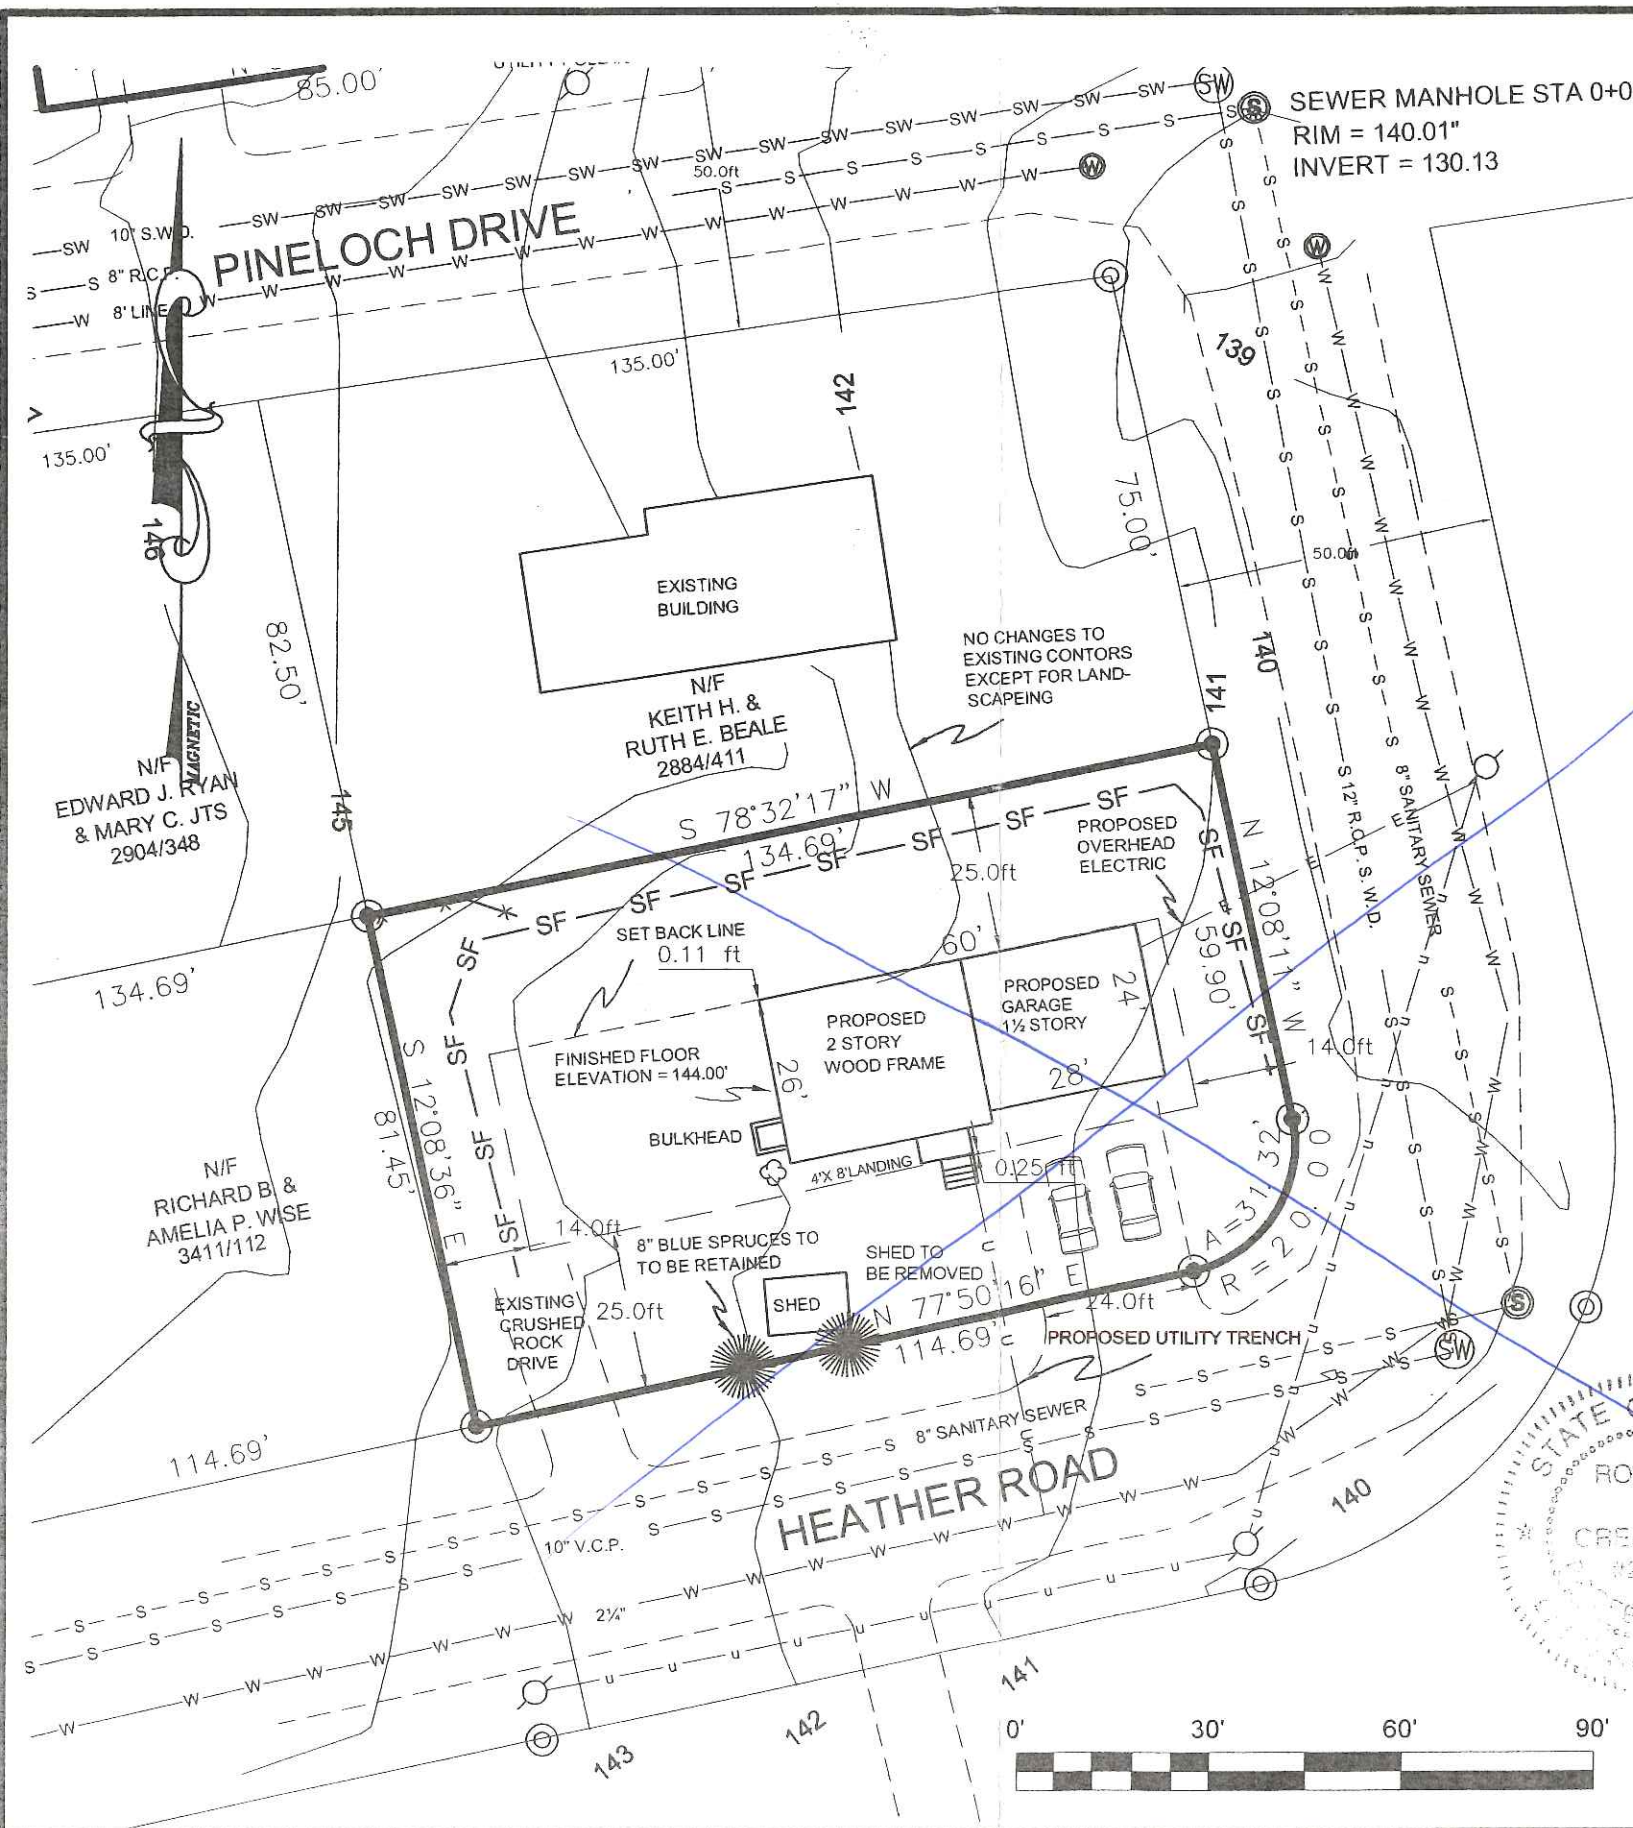 85.00'
SEWER MANHOLE STA 0+0
RIM = 140.01"
INVERT = 130.13
SW
S
W
50.0ft
10" S.W.D.
8" R.C.P.
8' LINE
PINELOCH DRIVE
135.00'
135.00'
139
142
146
MAGNETIC
75.00'
50.0ft
EXISTING
BUILDING
82.50'
NO CHANGES TO
EXISTING CONTORS
EXCEPT FOR LAND-
SCAPEING
140
141
N/F
KEITH H. &
RUTH E. BEALE
2884/411
N/F
EDWARD J. RYAN
& MARY C. JTS
2904/348
145
S 78°32'17" W
134.69'
SF
25.0ft
PROPOSED
OVERHEAD
ELECTRIC
N 12°08'11" W
59.90'
12" R.C.P. S.W.D.
8" SANITARY SEWER
134.69'
SET BACK LINE
0.11 ft
60'
PROPOSED
GARAGE
1½ STORY
24'
PROPOSED
2 STORY
WOOD FRAME
FINISHED FLOOR
ELEVATION = 144.00'
26'
28'
14.0ft
S 12°08'36" E
81.45'
BULKHEAD
4'X 8'LANDING
0.25 ft
N/F
RICHARD B. &
AMELIA P. WISE
3411/112
14.0ft
8" BLUE SPRUCES TO
TO BE RETAINED
SHED TO
BE REMOVED
A=31.32'
R=20.00
EXISTING
CRUSHED
ROCK
DRIVE
25.0ft
SHED
N 77°50'16" E
114.69'
24.0ft
PROPOSED UTILITY TRENCH
S
SW
114.69'
8" SANITARY SEWER
HEATHER ROAD
10" V.C.P.
2¼"
140
STATE
RO
141
142
143
0' 30' 60' 90'